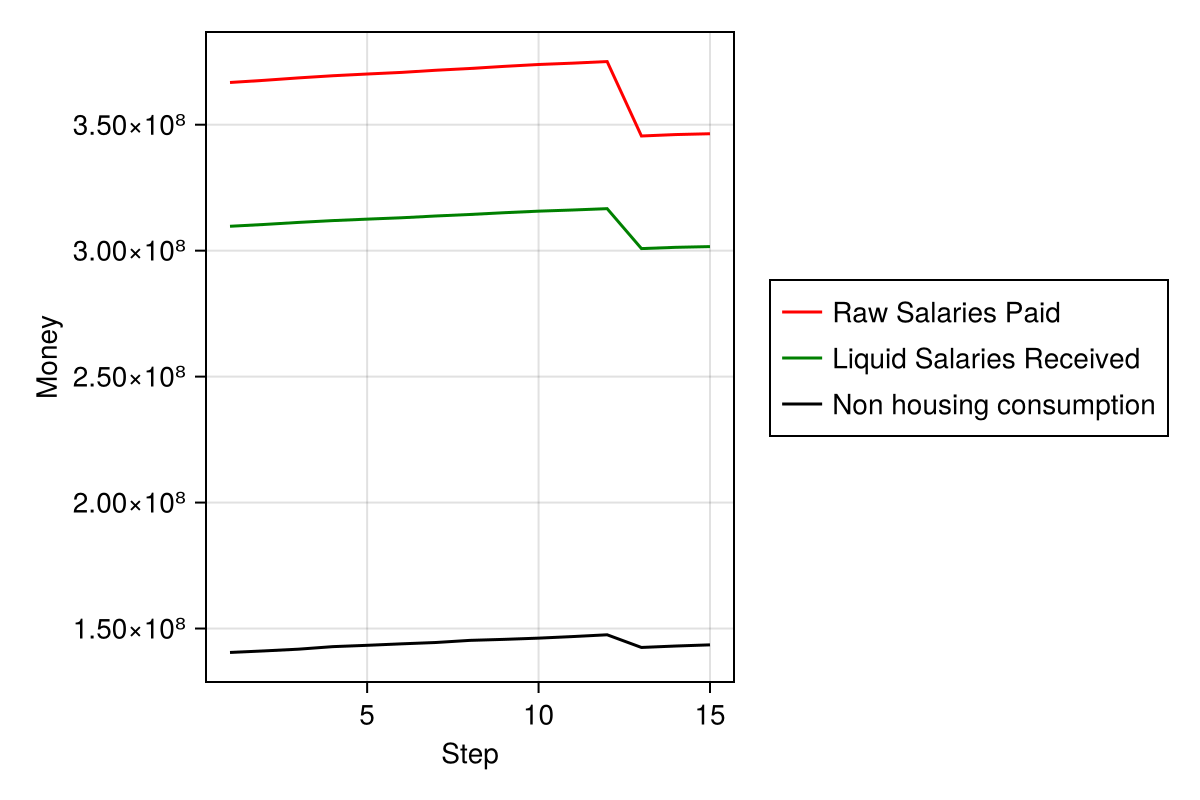 3.50×10⁸
3.00×10⁸
2.50×10⁸
2.00×10⁸
1.50×10⁸
Money
5 10 15
Step
Raw Salaries Paid
Liquid Salaries Received
Non housing consumption